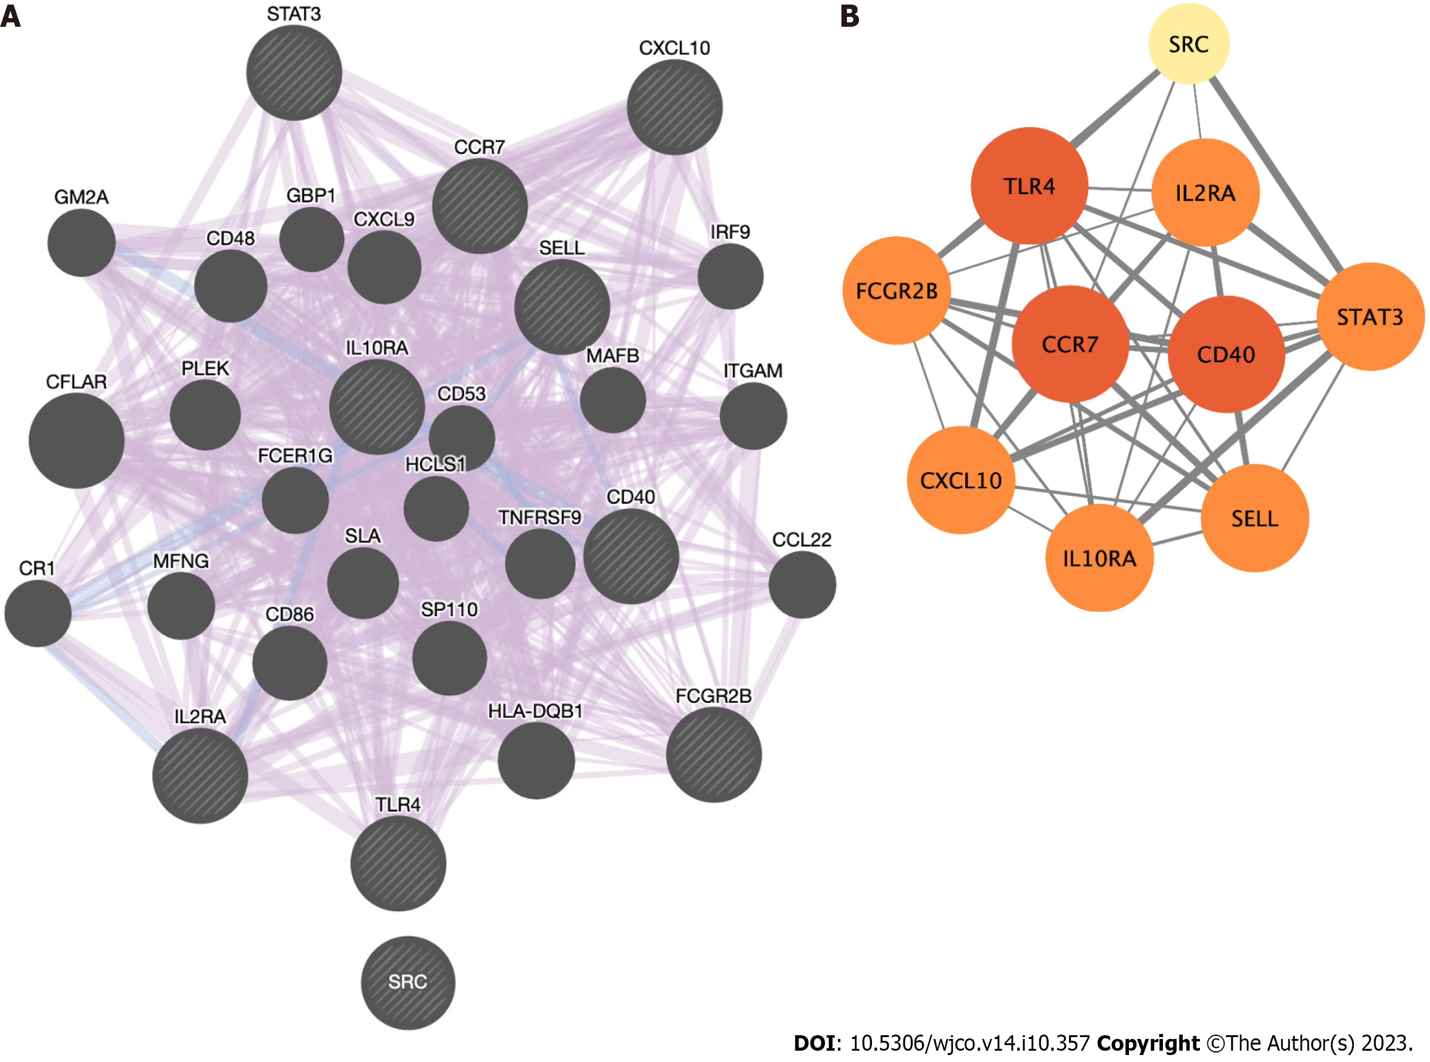 A
STAT3
CXCL10
CCR7
GM2A
GBP1
CXCL9
CD48
SELL
IRF9
IL10RA
MAFB
CFLAR
PLEK
CD53
ITGAM
FCER1G
HCLS1
CD40
TNFRSF9
SLA
CCL22
CR1
MFNG
CD86
SP110
IL2RA
HLA-DQB1
FCGR2B
TLR4
SRC
B
SRC
TLR4
IL2RA
FCGR2B
STAT3
CCR7
CD40
CXCL10
SELL
IL10RA
DOI: 10.5306/wjco.v14.i10.357 Copyright ©The Author(s) 2023.